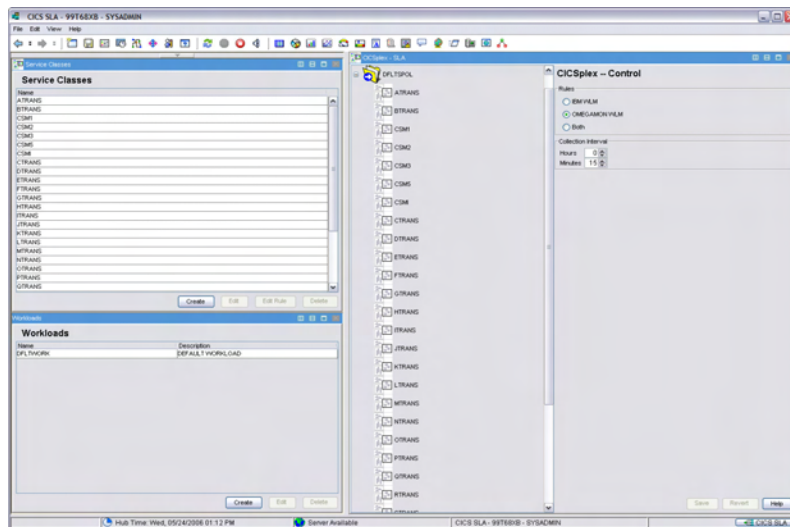 CICS SLA - 99T68XB - SYSADMIN
File Edit View Help
Service Classes
Service Classes
Name
ATRANS
BTRANS
CSM1
CSM2
CSM3
CSM5
CSMI
CTRANS
DTRANS
ETRANS
FTRANS
GTRANS
HTRANS
ITRANS
JTRANS
KTRANS
LTRANS
MTRANS
NTRANS
OTRANS
PTRANS
GTRANS
Create Edit Edit Rule Delete
Workloads
Workloads
Name Description
DFLTWORK DEFAULT WORKLOAD
Create Edit Delete
CICSplex - SLA
DFLTSPOL
ATRANS
BTRANS
CSM1
CSM2
CSM3
CSM5
CSMI
CTRANS
DTRANS
ETRANS
FTRANS
GTRANS
HTRANS
ITRANS
JTRANS
KTRANS
LTRANS
MTRANS
NTRANS
OTRANS
PTRANS
GTRANS
RTRANS
CICSplex -- Control
Rules
IBM WLM
OMEGAMON WLM
Both
Collection Interval
Hours 0
Minutes 15
Save Revert Help
Hub Time: Wed, 05/24/2006 01:12 PM Server Available CICS SLA - 99T68XB - SYSADMIN CICS SLA